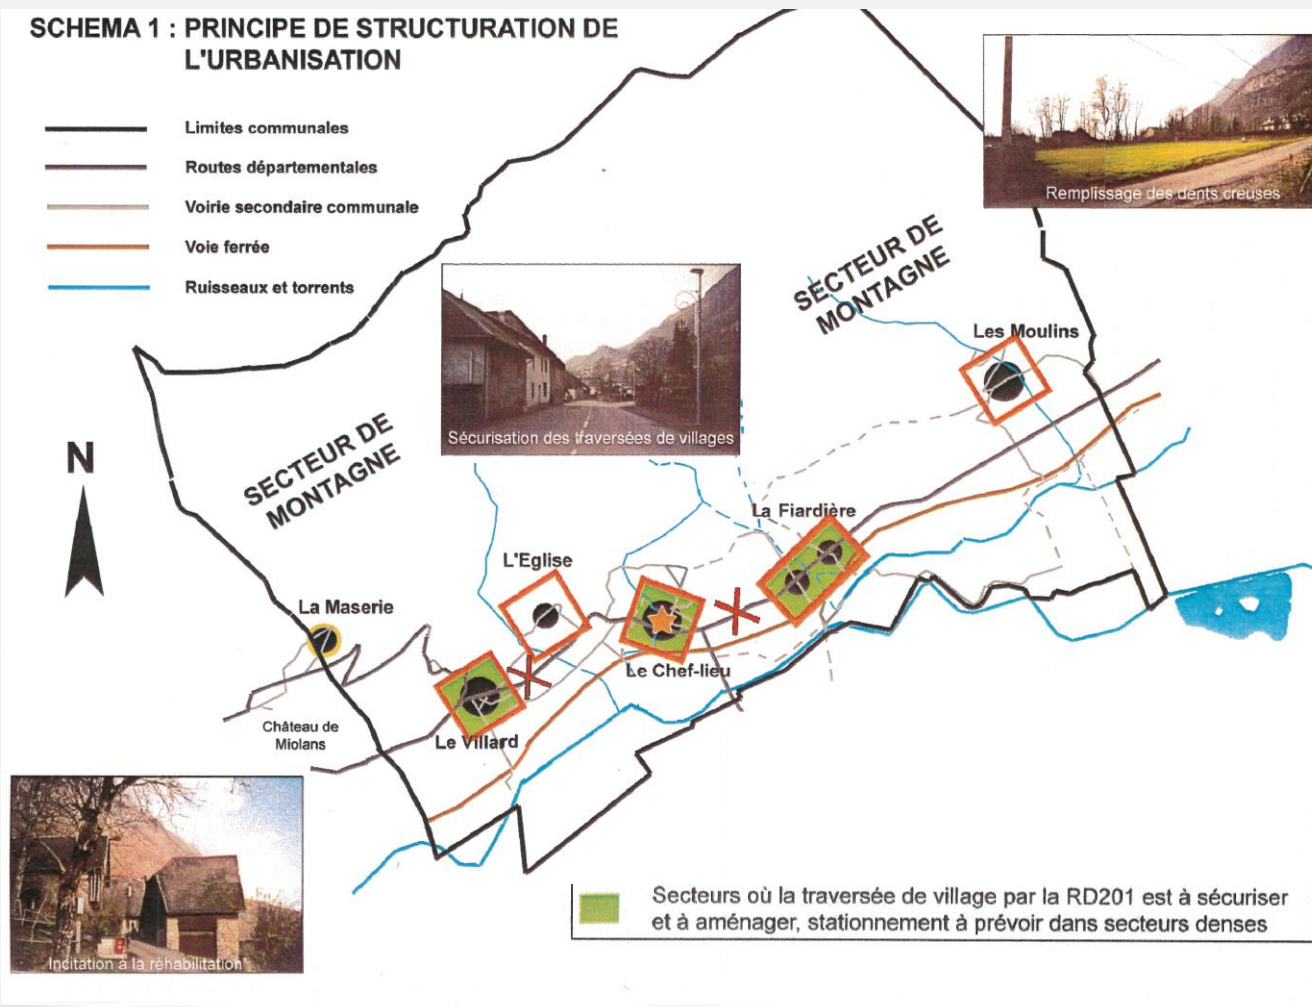 SCHEMA 1 : PRINCIPE DE STRUCTURATION DE
L'URBANISATION
Limites communales
Routes départementales
Voirie secondaire communale
Voie ferrée
Ruisseaux et torrents
Remplissage des dents creuses
SECTEUR DE
MONTAGNE
Les Moulins
Sécurisation des traversées de villages
SECTEUR DE
MONTAGNE
N
La Fiardière
L'Eglise
La Maserie
Le Chef-lieu
Château de
Miolans
Le Villard
Incitation à la réhabilitation
Secteurs où la traversée de village par la RD201 est à sécuriser
et à aménager, stationnement à prévoir dans secteurs denses